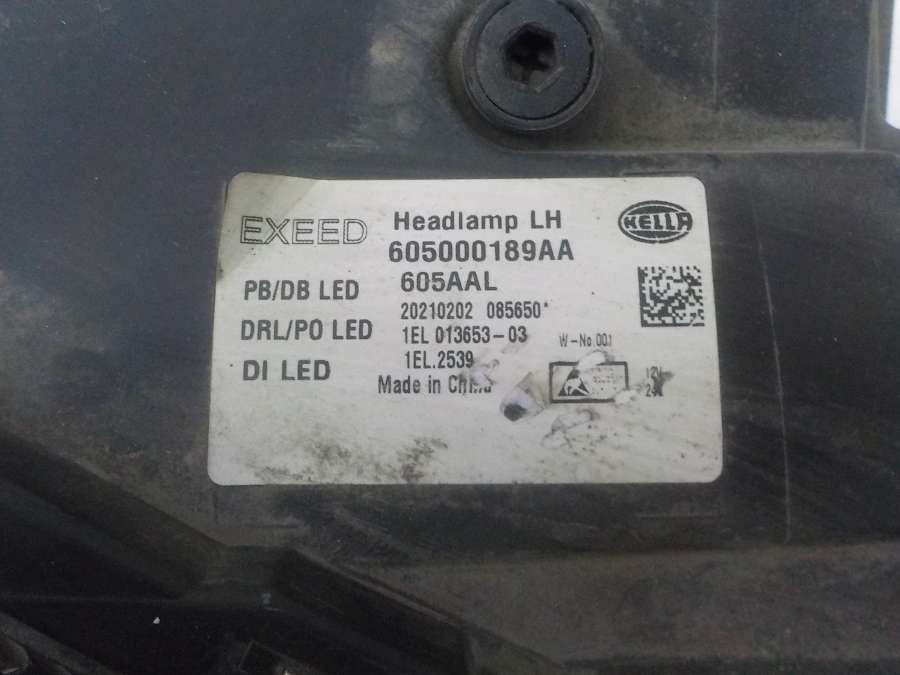 EXEED
Headlamp LH
HELLA
605000189AA
PB/DB LED
605AAL
20210202 085650*
DRL/PO LED
1EL 013653-03
W-No.001
DI LED
1EL.2539
Made in China
12V